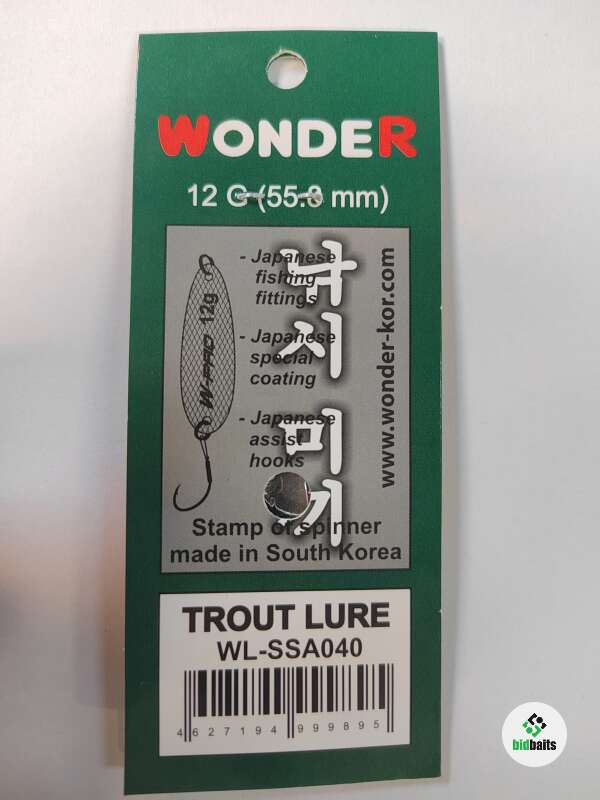 WONDER
12 G (55.8 mm)
- Japanese
fishing
fittings
- Japanese
special
coating
- Japanese
assist
hooks
낚시 미끼
www.wonder-kor.com
W-PRO 12g
Stamp of spinner
made in South Korea
TROUT LURE
WL-SSA040
4 627194 999895
bidbaits